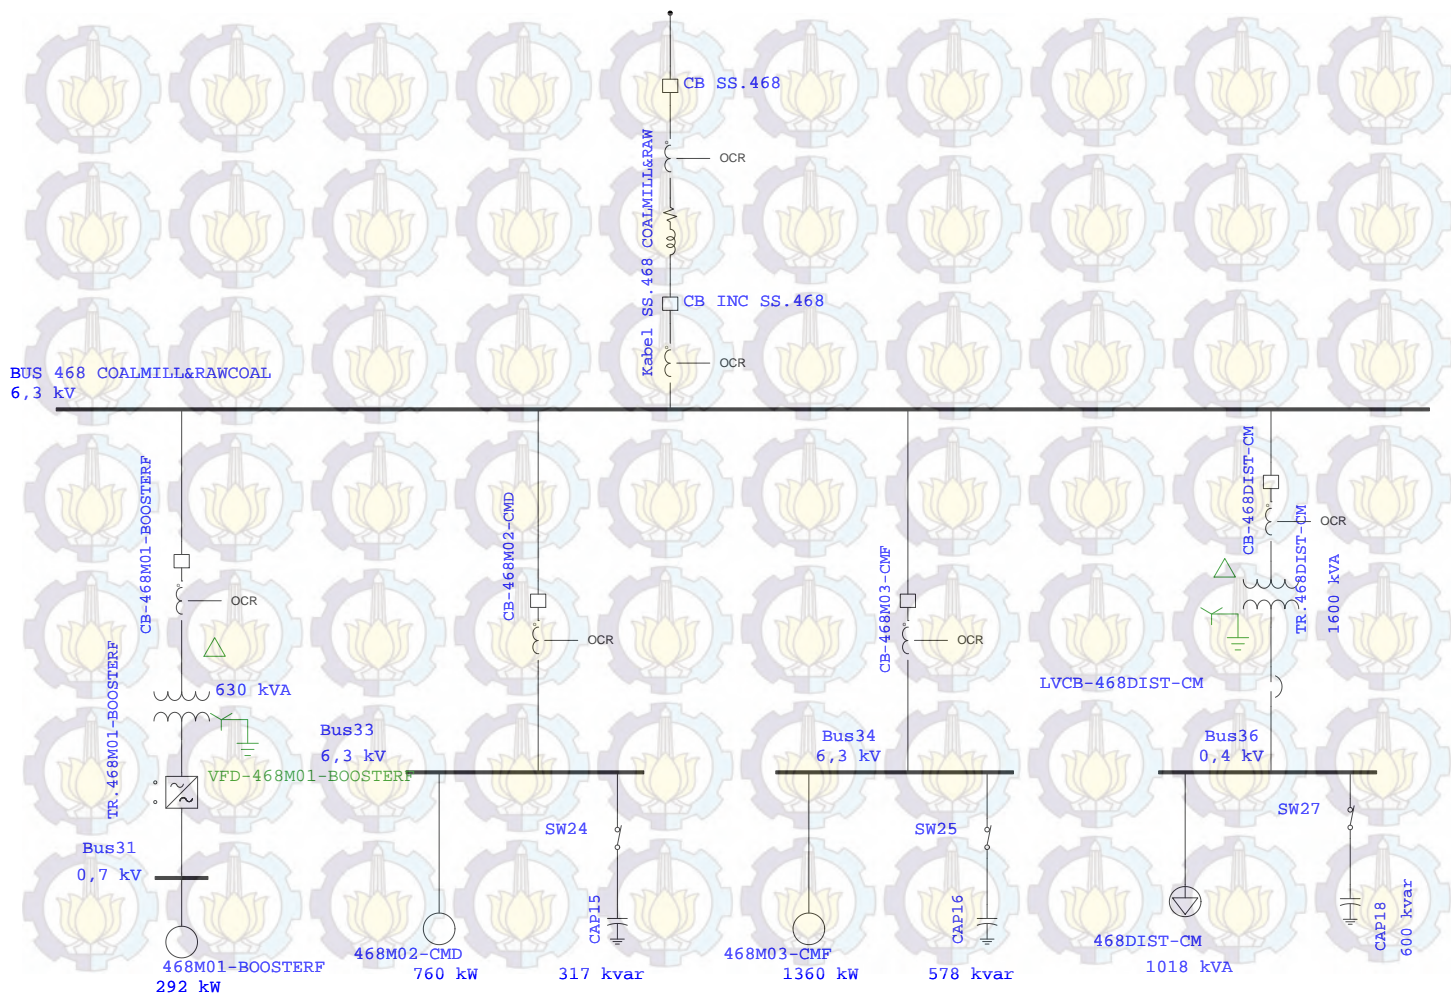 CB SS.468
OCR
Kabel SS.468 COALMILL&RAW
CB INC SS.468
OCR
BUS 468 COALMILL&RAWCOAL
6,3 kV
CB-468M01-BOOSTERF
OCR
630 kVA
TR.468M01-BOOSTERF
VFD-468M01-BOOSTERF
Bus31
0,7 kV
468M01-BOOSTERF
292 kW
CB-468M02-CMD
OCR
Bus33
6,3 kV
SW24
CAP15
468M02-CMD
760 kW
317 kvar
CB-468M03-CMF
OCR
Bus34
6,3 kV
SW25
CAP16
468M03-CMF
1360 kW
578 kvar
CB-468DIST-CM
OCR
TR.468DIST-CM
1600 kVA
LVCB-468DIST-CM
Bus36
0,4 kV
SW27
CAP18
600 kvar
468DIST-CM
1018 kVA